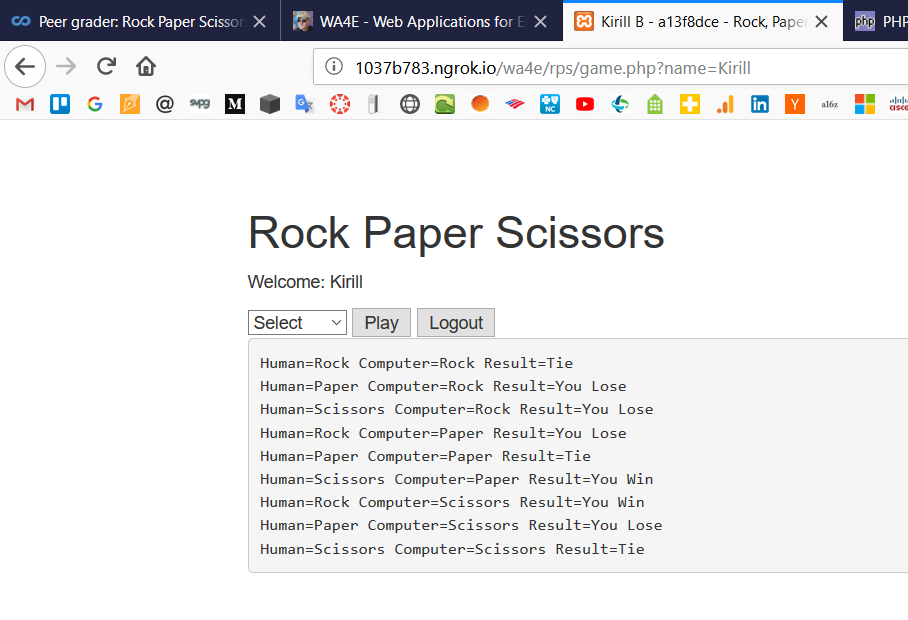 Peer grader: Rock Paper Scissor
WA4E - Web Applications for E
Kirill B - a13f8dce - Rock, Pape
php PHP
1037b783.ngrok.io/wa4e/rps/game.php?name=Kirill
Rock Paper Scissors
Welcome: Kirill
Select Play Logout
Human=Rock Computer=Rock Result=Tie
Human=Paper Computer=Rock Result=You Lose
Human=Scissors Computer=Rock Result=You Lose
Human=Rock Computer=Paper Result=You Lose
Human=Paper Computer=Paper Result=Tie
Human=Scissors Computer=Paper Result=You Win
Human=Rock Computer=Scissors Result=You Win
Human=Paper Computer=Scissors Result=You Lose
Human=Scissors Computer=Scissors Result=Tie